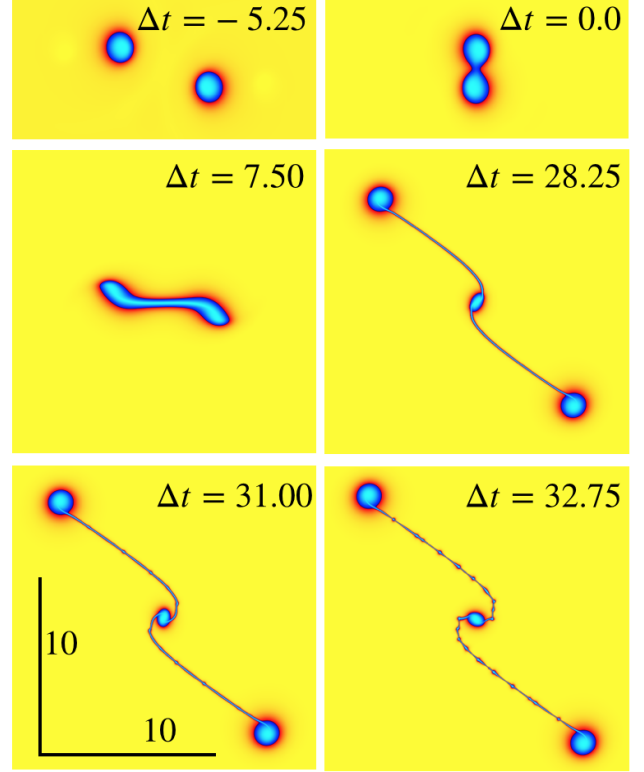 Δt = − 5.25
Δt = 0.0
Δt = 7.50
Δt = 28.25
Δt = 31.00
Δt = 32.75
10
10